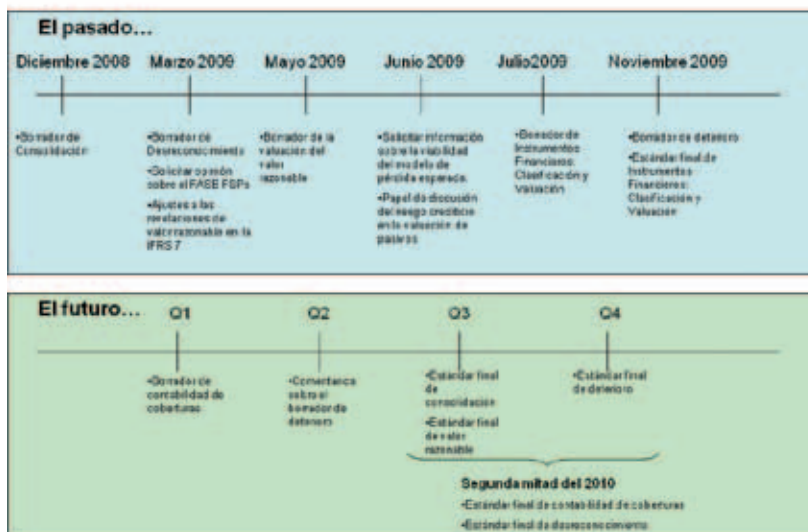 El pasado...
Diciembre 2008
Marzo 2009
Mayo 2009
Junio 2009
Julio2009
Noviembre 2009
•Borrador de
Consolidación
•Borrador de
Desreconocimiento
•Solicitar opinión
sobre el FASB FSPs
•Ajustes a las
revelaciones de
valor razonable en la
IFRS 7
•Borrador de la
valuación del
valor
razonable
•Solicitar información
sobre la viabilidad
del modelo de
pérdida esperada.
•Papel de discusión
del riesgo crediticio
en la valuación de
pasivos
•Borrador de
Instrumentos
Financieros:
Clasificación y
Valuación
•Borrador de deterioro
•Estándar final de
Instrumentos
Financieros:
Clasificación y
Valuación
El futuro...
Q1
Q2
Q3
Q4
•Borrador de
contabilidad de
coberturas
•Comentarios
sobre el
borrador de
deterioro
•Estándar final
de
consolidación
•Estándar final
de valor
razonable
•Estándar final
de deterioro
Segunda mitad del 2010
•Estándar final de contabilidad de coberturas
•Estándar final de desreconocimiento